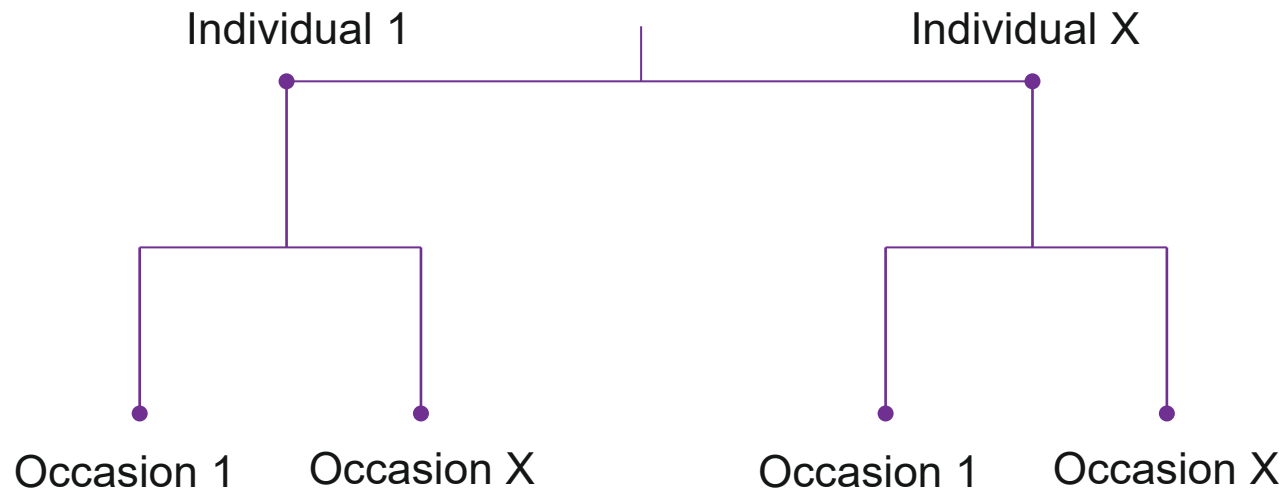 Individual 1
Individual X
Occasion 1
Occasion X
Occasion 1
Occasion X